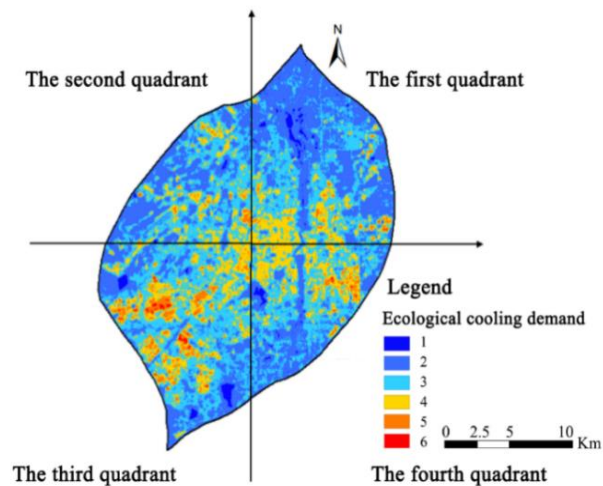 N
The second quadrant
The first quadrant
Legend
Ecological cooling demand
1
2
3
4
5
6
0 2.5 5 10
Km
The third quadrant
The fourth quadrant